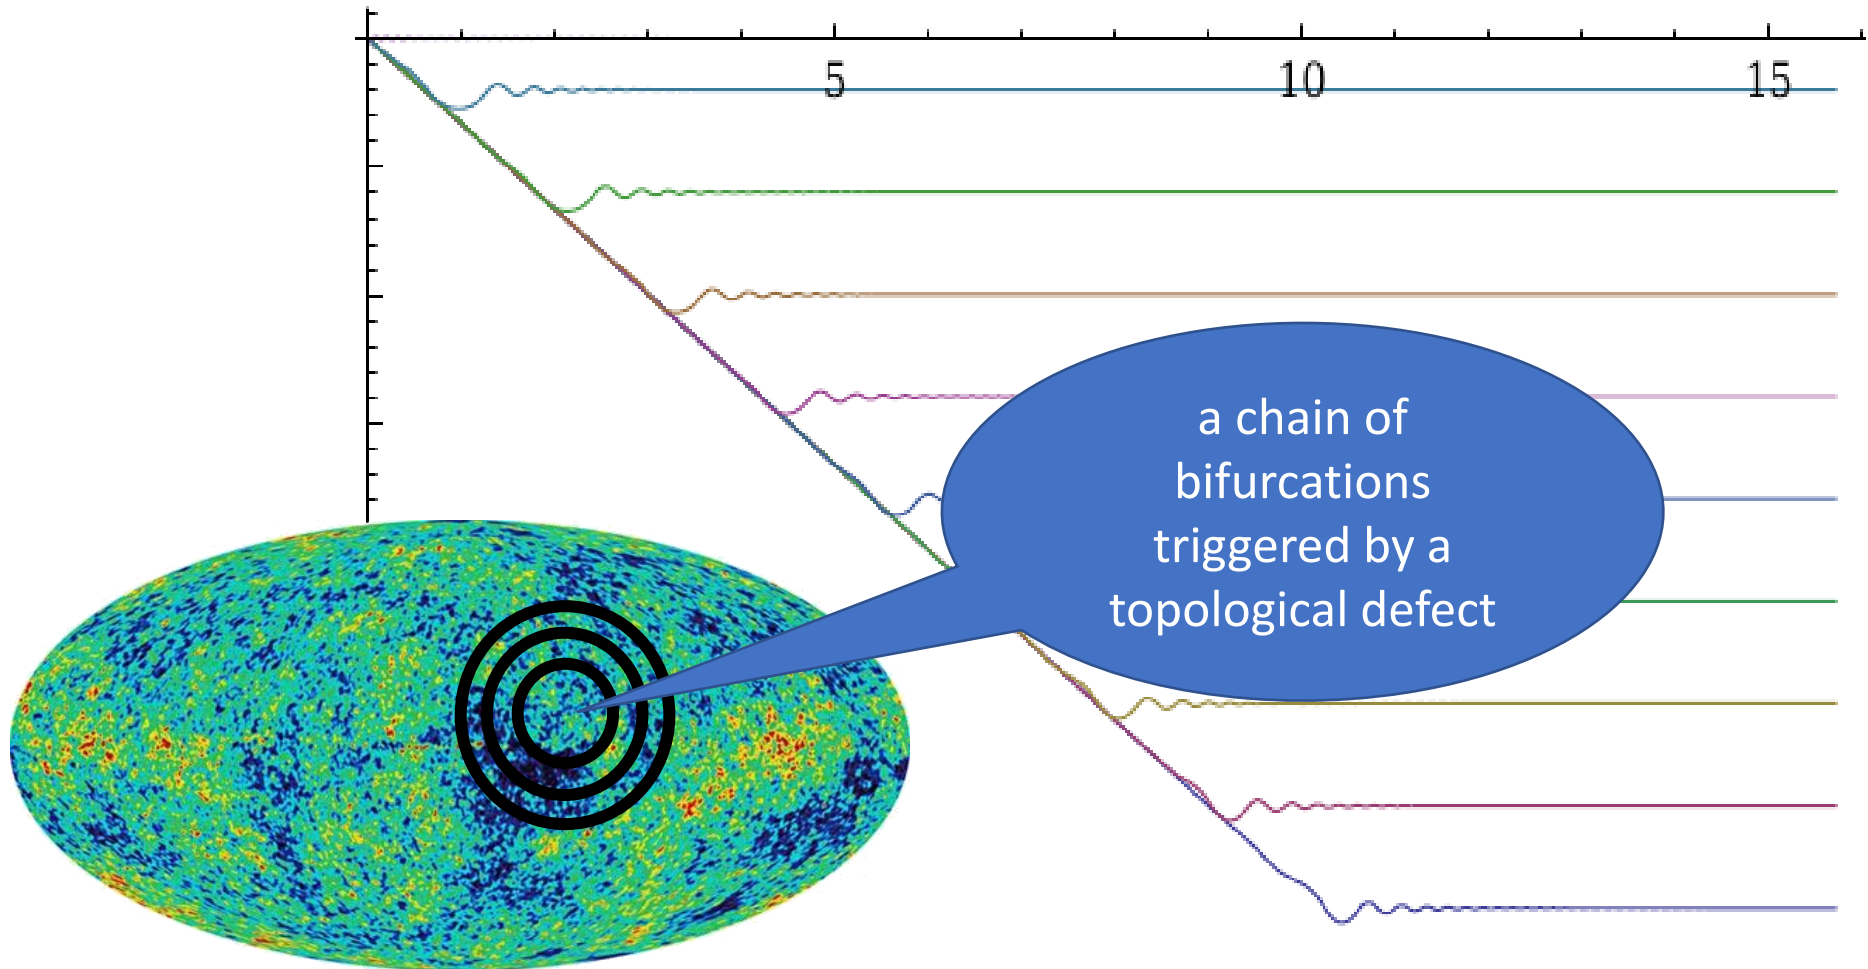 5 10 15
a chain of
bifurcations
triggered by a
topological defect